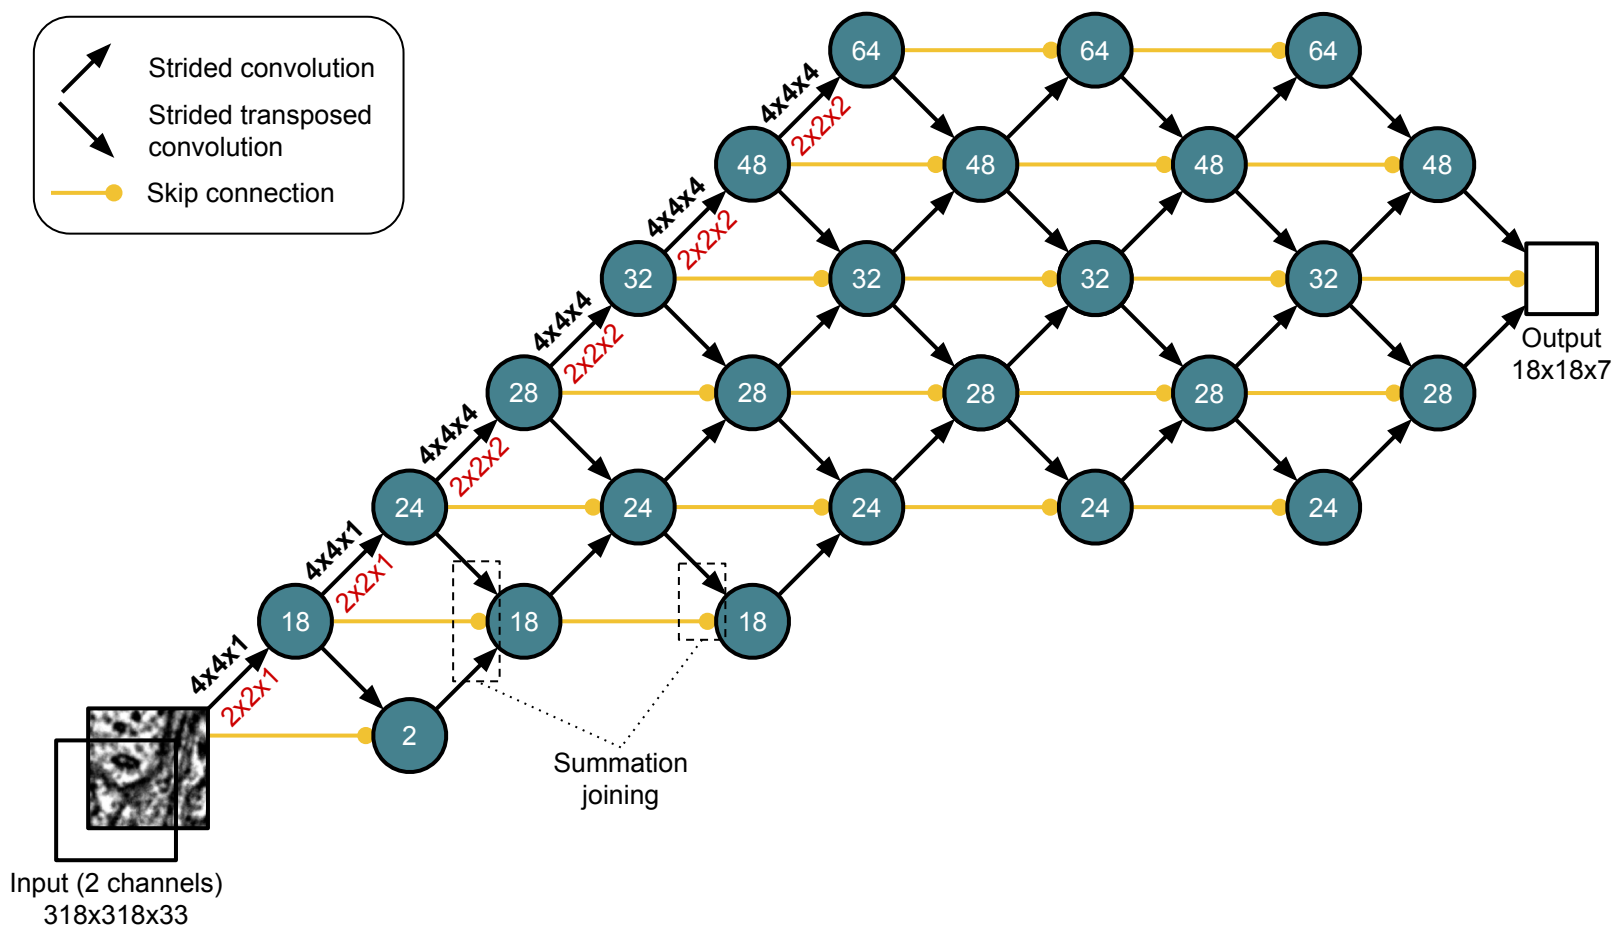 Strided convolution
Strided transposed
convolution
Skip connection
64
64
64
4x4x4
2x2x2
48
48
48
48
4x4x4
2x2x2
32
32
32
32
4x4x4
2x2x2
Output
18x18x7
28
28
28
28
28
4x4x4
2x2x2
24
24
24
24
24
4x4x1
2x2x1
18
18
18
4x4x1
2x2x1
2
Summation
joining
Input (2 channels)
318x318x33